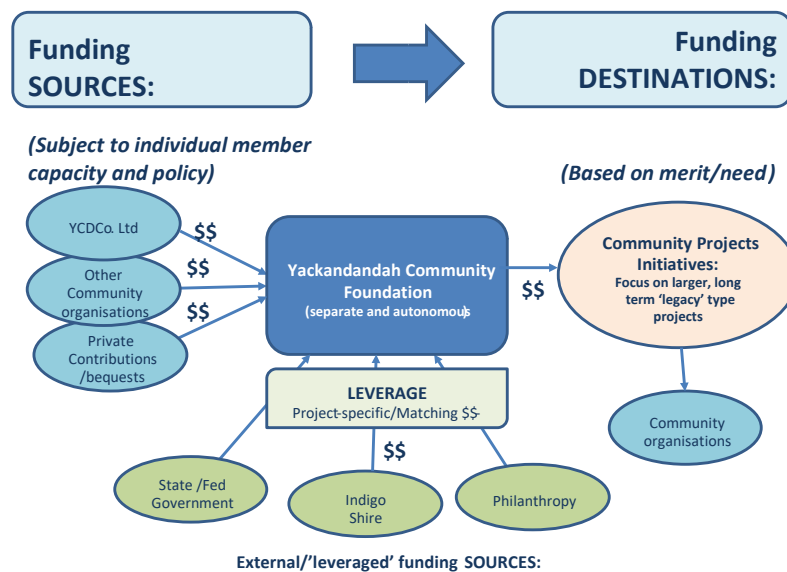 Funding
SOURCES:
Funding
DESTINATIONS:
(Subject to individual member
capacity and policy)
(Based on merit/need)
YCDCo. Ltd
$$
Other
Community
organisations
$$
Private
Contributions
/bequests
$$
Yackandandah Community
Foundation
(separate and autonomous)
$$
Community Projects
Initiatives:
Focus on larger, long
term ‘legacy’ type
projects
LEVERAGE
Project-specific/Matching $$-
Community
organisations
$$
State /Fed
Government
Indigo
Shire
Philanthropy
External/’leveraged’ funding SOURCES: